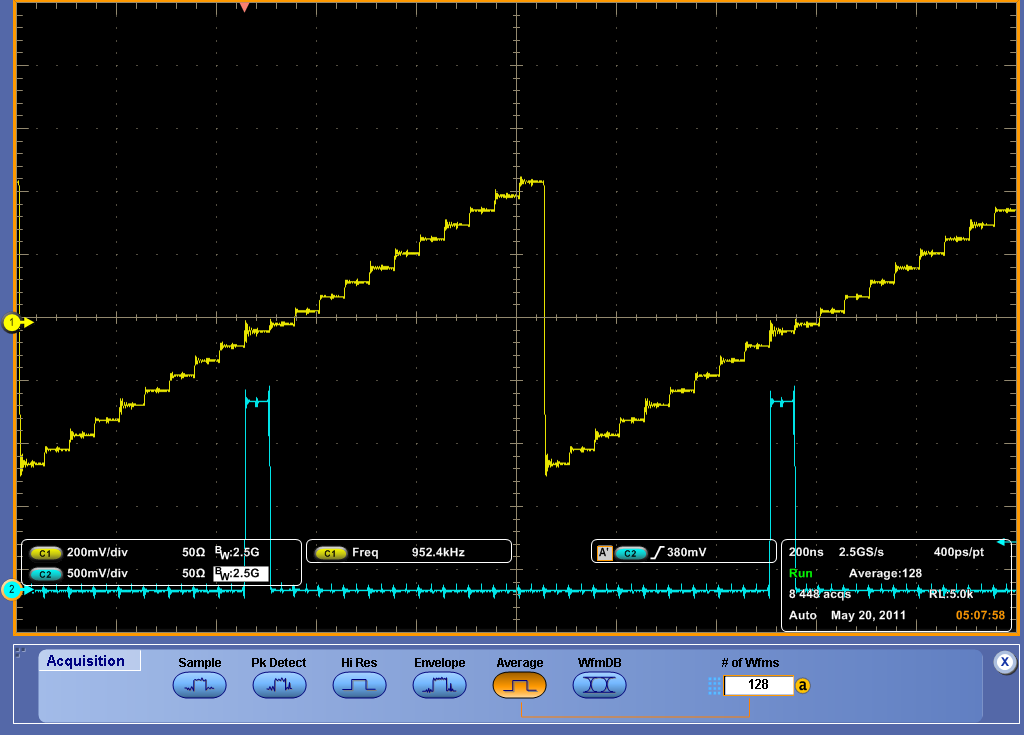 1
C1 200mV/div 50Ω BW:2.5G
C2 500mV/div 50Ω BW:2.5G
C1 Freq 952.4kHz
A' C2 380mV
200ns 2.5GS/s 400ps/pt
Run Average:128
8 448 acqs RL:5.0k
Auto May 20, 2011 05:07:58
2
Acquisition
Sample
Pk Detect
Hi Res
Envelope
Average
WfmDB
# of Wfms
128 a
X